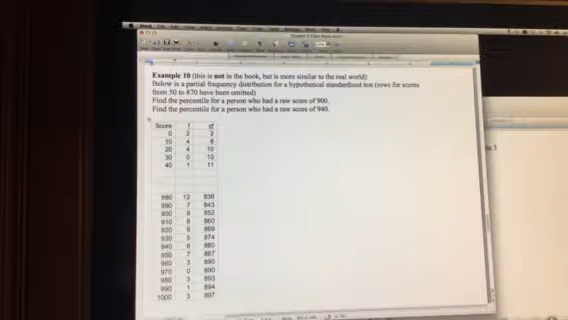 Example 10 (this is not in the book, but is more similar to the real world)
Below is a partial frequency distribution for a hypothetical standardized test (rows for scores
from 50 to 870 have been omitted)
Find the percentile for a person who had a raw score of 900.
Find the percentile for a person who had a raw score of 940.
Score f cf
0 2 2
10 4 6
20 4 10
30 0 10
40 1 11
880 12 836
890 7 843
900 9 852
910 8 860
920 9 869
930 5 874
940 6 880
950 7 887
960 3 890
970 0 890
980 3 893
990 1 894
1000 3 897